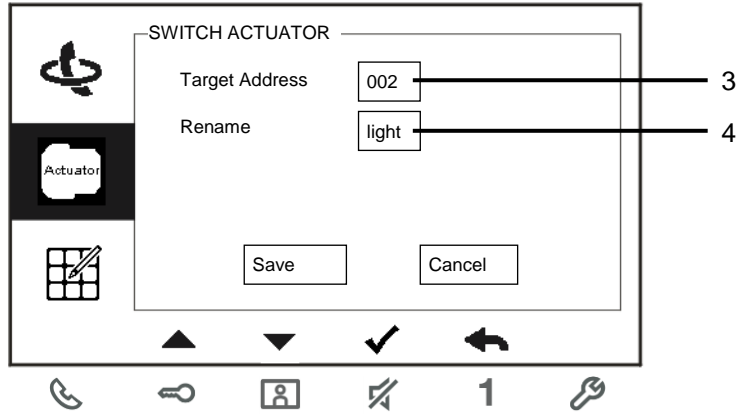 SWITCH ACTUATOR
Target Address 002 3
Rename light 4
Actuator
Save Cancel
1